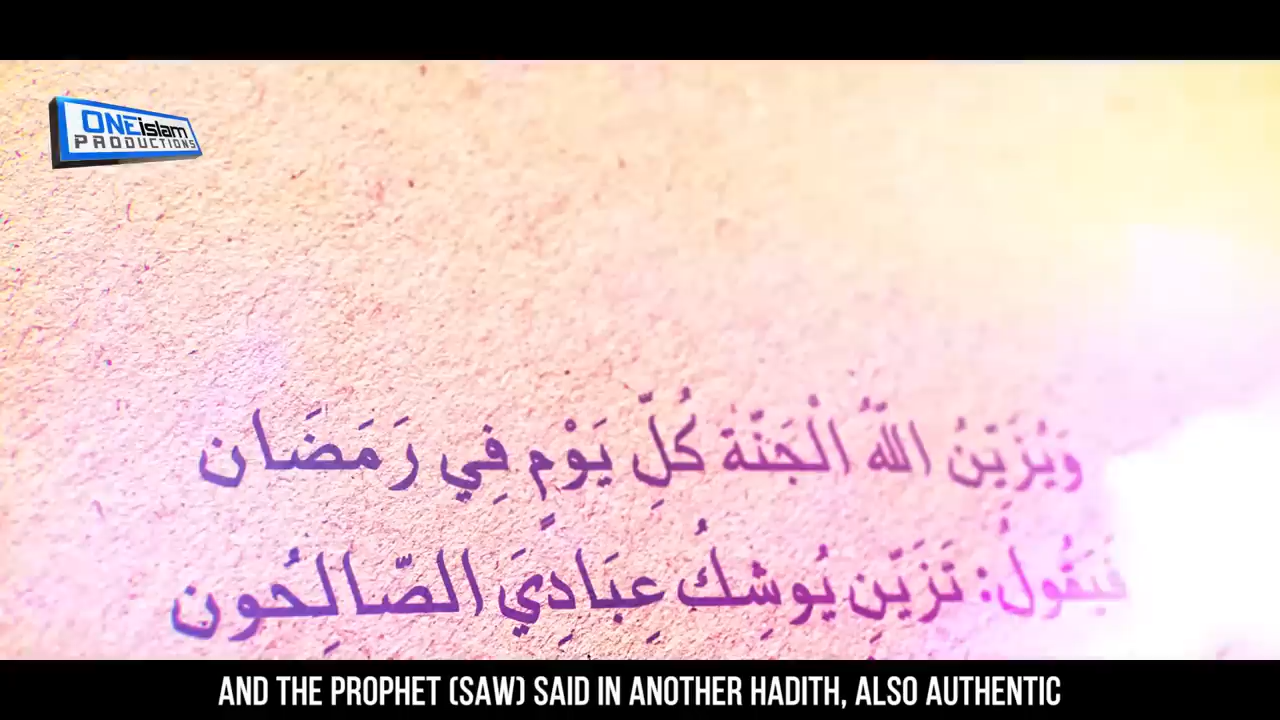 ONEislam
PRODUCTIONS
وَيُزَيِّنُ اللهُ الْجَنَّةَ كُلِّ يَوْمٍ فِي رَمَضَان
فَيَقُولُ: تَزَيَّنِ يُوشِكُ عِبَادِيَ الصَّالِحُون
AND THE PROPHET (SAW) SAID IN ANOTHER HADITH, ALSO AUTHENTIC